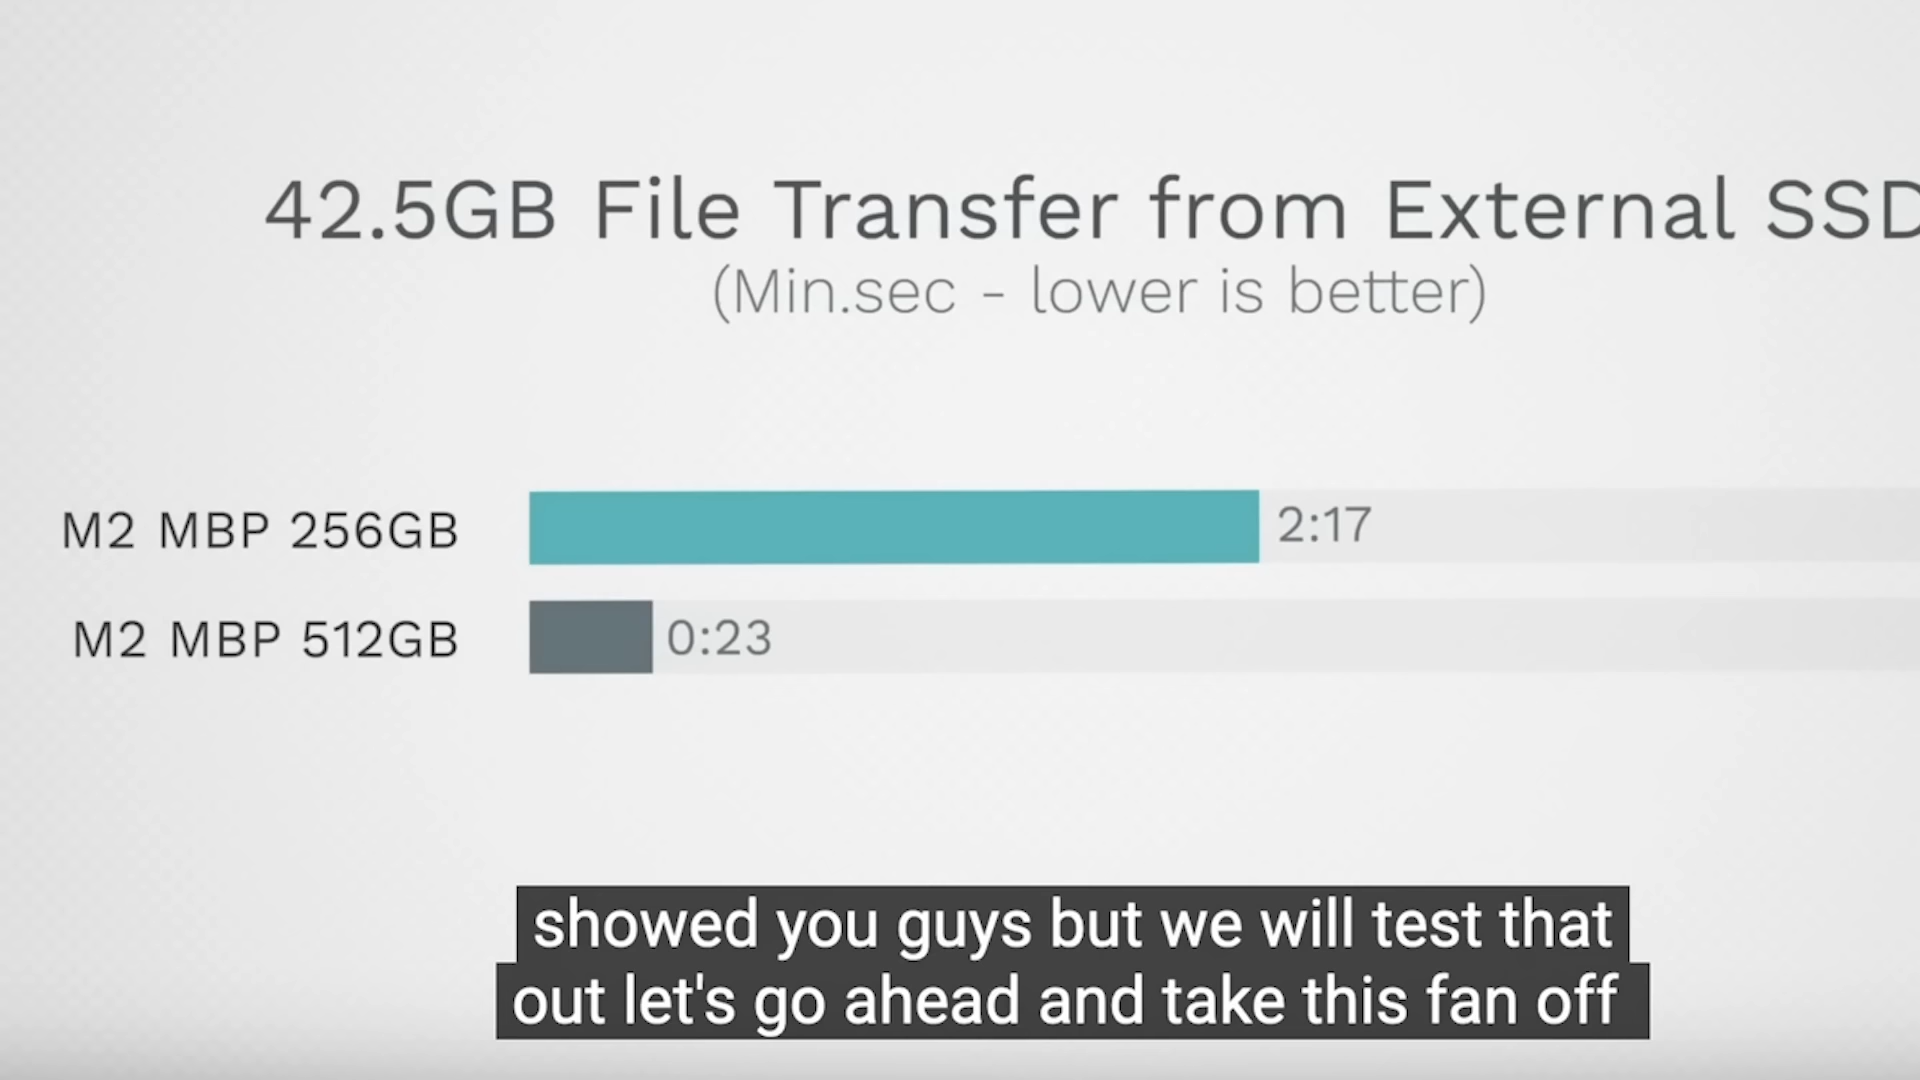 42.5GB File Transfer from External SSD
(Min.sec - lower is better)
M2 MBP 256GB 2:17
M2 MBP 512GB 0:23
showed you guys but we will test that
out let's go ahead and take this fan off